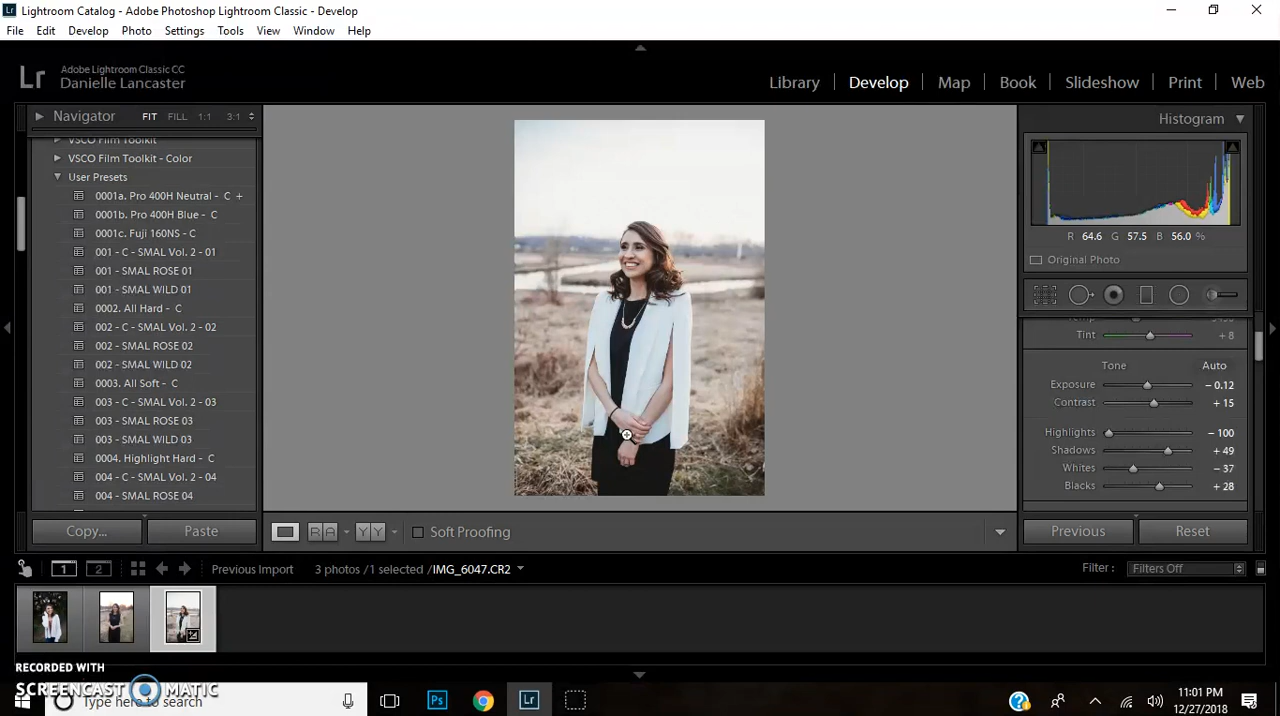 Lightroom Catalog - Adobe Photoshop Lightroom Classic - Develop
File Edit Develop Photo Settings Tools View Window Help
Lr
Adobe Lightroom Classic CC
Danielle Lancaster
Library | Develop | Map | Book | Slideshow | Print | Web
Navigator FIT FILL 1:1 3:1
VSCO Film Toolkit
VSCO Film Toolkit - Color
User Presets
0001a. Pro 400H Neutral - C +
0001b. Pro 400H Blue - C
0001c. Fuji 160NS - C
001 - C - SMAL Vol. 2 - 01
001 - SMAL ROSE 01
001 - SMAL WILD 01
0002. All Hard - C
002 - C - SMAL Vol. 2 - 02
002 - SMAL ROSE 02
002 - SMAL WILD 02
0003. All Soft - C
003 - C - SMAL Vol. 2 - 03
003 - SMAL ROSE 03
003 - SMAL WILD 03
0004. Highlight Hard - C
004 - C - SMAL Vol. 2 - 04
004 - SMAL ROSE 04
Copy... Paste
Histogram
R 64.6 G 57.5 B 56.0 %
Original Photo
Tint + 8
Tone Auto
Exposure - 0.12
Contrast + 15
Highlights - 100
Shadows + 49
Whites - 37
Blacks + 28
Previous Reset
R A Y Y Soft Proofing
1 2 Previous Import 3 photos / 1 selected / IMG_6047.CR2
Filter : Filters Off
RECORDED WITH
SCREENCAST MATIC
Type here to search
Ps Lr
11:01 PM
12/27/2018